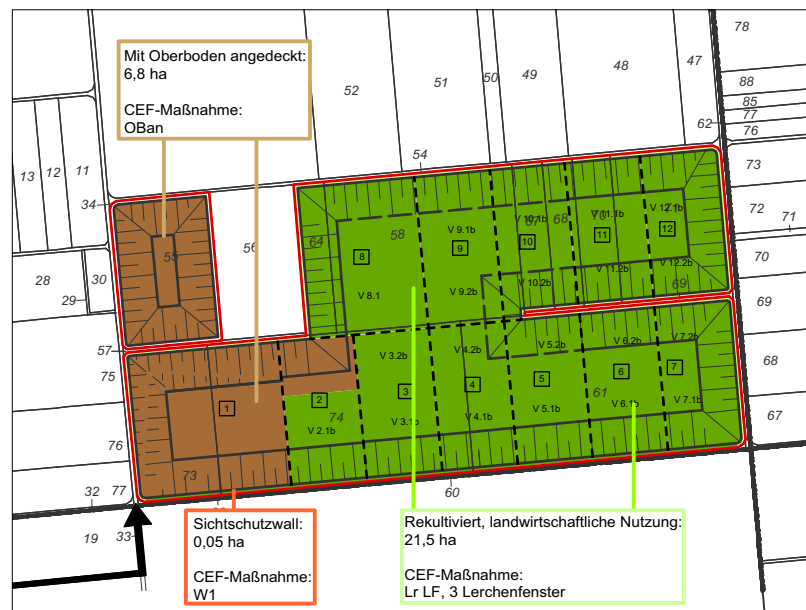 Mit Oberboden angedeckt:
6,8 ha
CEF-Maßnahme:
OBan
78
52
51
50
49
48
47
88
85
77
76
62
13
12
11
54
73
34
72
71
64
58
V 9.1b
V 10.1b
67
68
V 11.1b
70
V 12.1b
71
56
55
8
9
10
11
12
28
30
29
V 8.1
V 9.2b
V 10.2b
V 11.2b
V 12.2b
70
69
69
57
75
V 3.2b
V 4.2b
V 5.2b
V 6.2b
V 7.2b
68
1
2
3
4
5
6
7
61
74
V 2.1b
V 3.1b
V 4.1b
V 5.1b
V 6.1b
V 7.1b
67
76
73
77
32
60
19
33
Sichtschutzwall:
0,05 ha
CEF-Maßnahme:
W1
Rekultiviert, landwirtschaftliche Nutzung:
21,5 ha
CEF-Maßnahme:
Lr LF, 3 Lerchenfenster